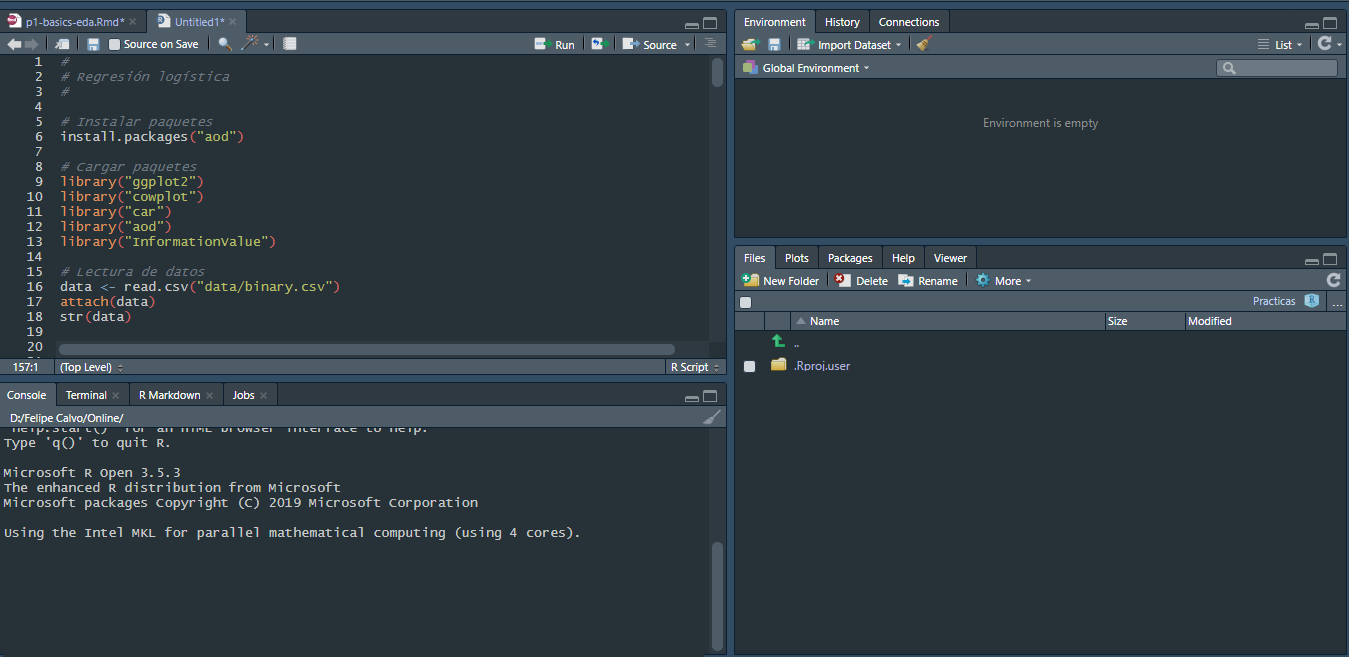 p1-basics-eda.Rmd* Untitled1*
Source on Save Run Source
1 #
2 # Regresión logística
3 #
4
5 # Instalar paquetes
6 install.packages("aod")
7
8 # Cargar paquetes
9 library("ggplot2")
10 library("cowplot")
11 library("car")
12 library("aod")
13 library("InformationValue")
14
15 # Lectura de datos
16 data <- read.csv("data/binary.csv")
17 attach(data)
18 str(data)
19
20
157:1 (Top Level) R Script
Console Terminal R Markdown Jobs
D:/Felipe Calvo/Online/
'help.start()' for an HTML browser interface to help.
Type 'q()' to quit R.
Microsoft R Open 3.5.3
The enhanced R distribution from Microsoft
Microsoft packages Copyright (C) 2019 Microsoft Corporation
Using the Intel MKL for parallel mathematical computing (using 4 cores).
Environment History Connections
Import Dataset List
Global Environment
Environment is empty
Files Plots Packages Help Viewer
New Folder Delete Rename More
Practicas R ...
Name Size Modified
..
.Rproj.user